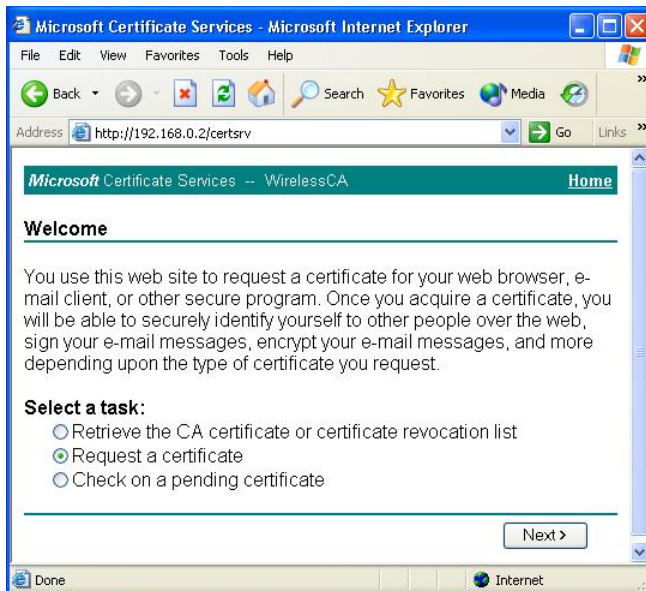 Microsoft Certificate Services - Microsoft Internet Explorer
File Edit View Favorites Tools Help
Back Search Favorites Media »
Address http://192.168.0.2/certsrv Go Links »
Microsoft Certificate Services -- WirelessCA Home
Welcome
You use this web site to request a certificate for your web browser, e-
mail client, or other secure program. Once you acquire a certificate, you
will be able to securely identify yourself to other people over the web,
sign your e-mail messages, encrypt your e-mail messages, and more
depending upon the type of certificate you request.
Select a task:
Retrieve the CA certificate or certificate revocation list
Request a certificate
Check on a pending certificate
Next >
Done Internet